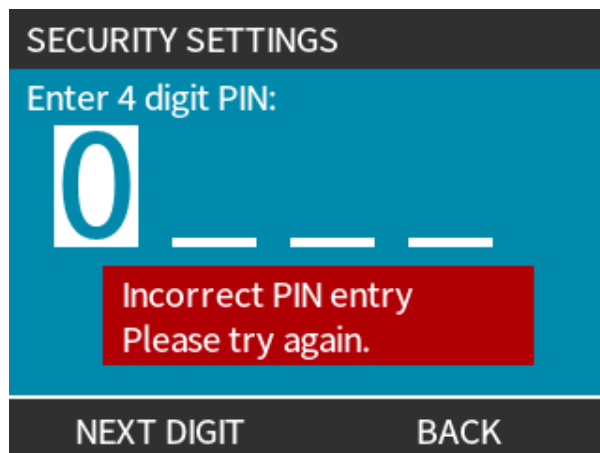 SECURITY SETTINGS
Enter 4 digit PIN:
0 _ _ _
Incorrect PIN entry
Please try again.
NEXT DIGIT BACK